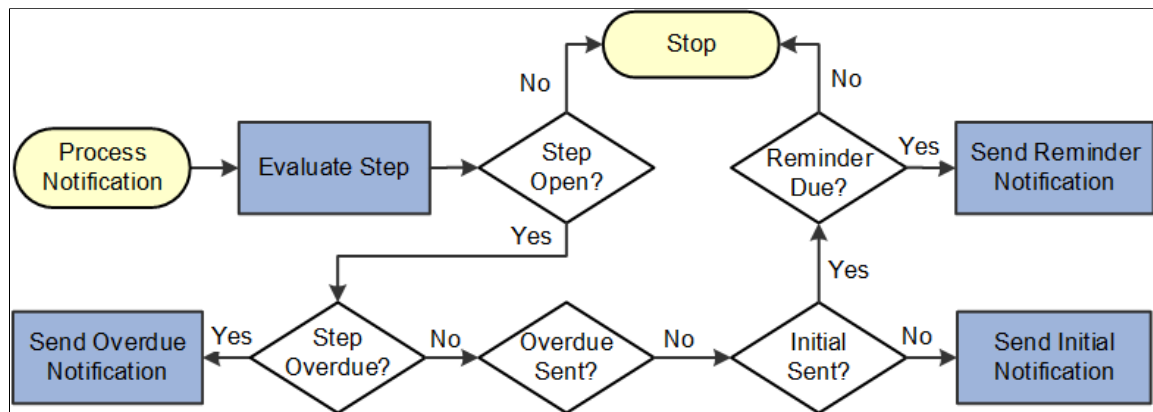 Stop
No
No
Process
Notification
Evaluate Step
Step
Open?
Reminder
Due?
Yes
Send Reminder
Notification
Yes
Yes
Send Overdue
Notification
Yes
Step
Overdue?
No
Overdue
Sent?
No
Initial
Sent?
No
Send Initial
Notification